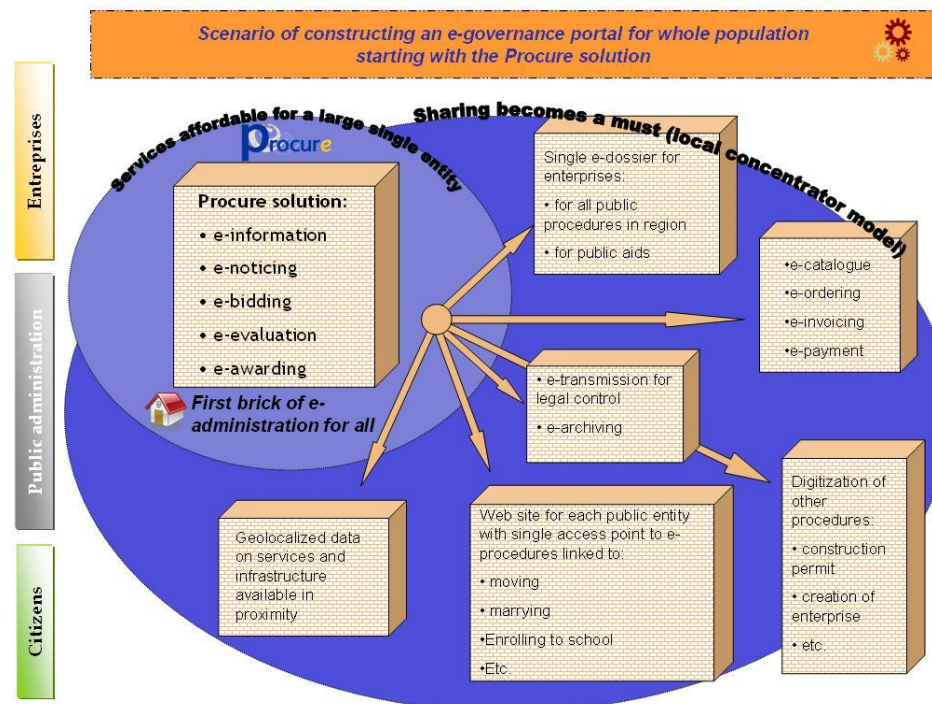 Scenario of constructing an e-governance portal for whole population
starting with the Procure solution
Entreprises
Public administration
Citizens
Services affordable for a large single entity
Sharing becomes a must (local concentrator model)
Procure
Procure solution:
• e-information
• e-noticing
• e-bidding
• e-evaluation
• e-awarding
First brick of e-
administration for all
Single e-dossier for
enterprises:
• for all public
procedures in region
• for public aids
•e-catalogue
•e-ordering
•e-invoicing
•e-payment
• e-transmission for
legal control
• e-archiving
Geolocalized data
on services and
infrastructure
available in
proximity
Web site for each public entity
with single access point to e-
procedures linked to:
• moving
• marrying
•Enrolling to school
•Etc.
Digitization of
other
procedures:
• construction
permit
• creation of
enterprise
• etc.